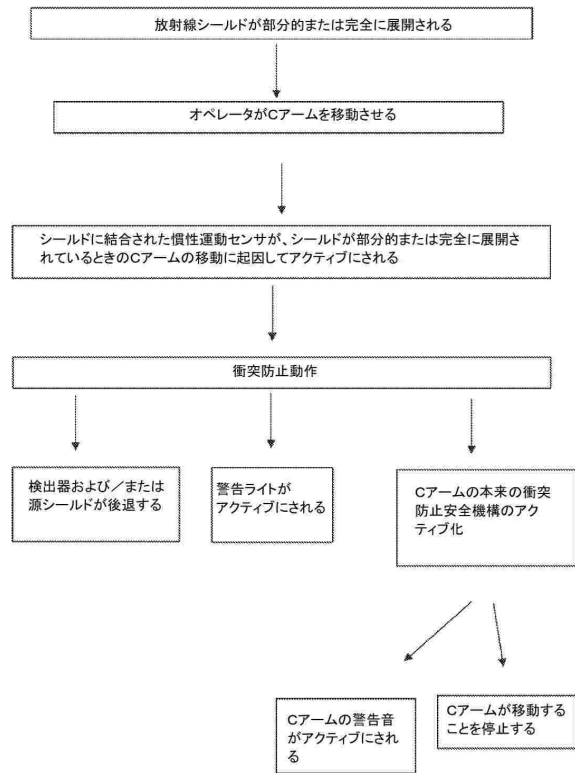 放射線シールドが部分的または完全に展開される
オペレータがCアームを移動させる
シールドに結合された慣性運動センサが、シールドが部分的または完全に展開さ
れているときのCアームの移動に起因してアクティブにされる
衝突防止動作
検出器および／または
源シールドが後退する
警告ライトが
アクティブにされる
Cアームの本来の衝突
防止安全機構のアク
ティブ化
Cアームの警告音
がアクティブにされ
る
Cアームが移動する
ことを停止する